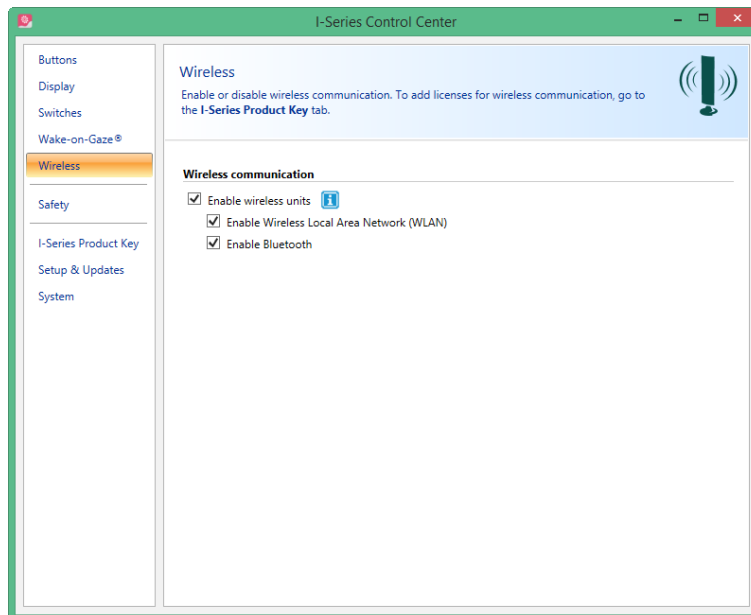 I-Series Control Center
Buttons
Display
Switches
Wake-on-Gaze®
Wireless
Safety
I-Series Product Key
Setup & Updates
System
Wireless
Enable or disable wireless communication. To add licenses for wireless communication, go to
the I-Series Product Key tab.
Wireless communication
Enable wireless units
Enable Wireless Local Area Network (WLAN)
Enable Bluetooth